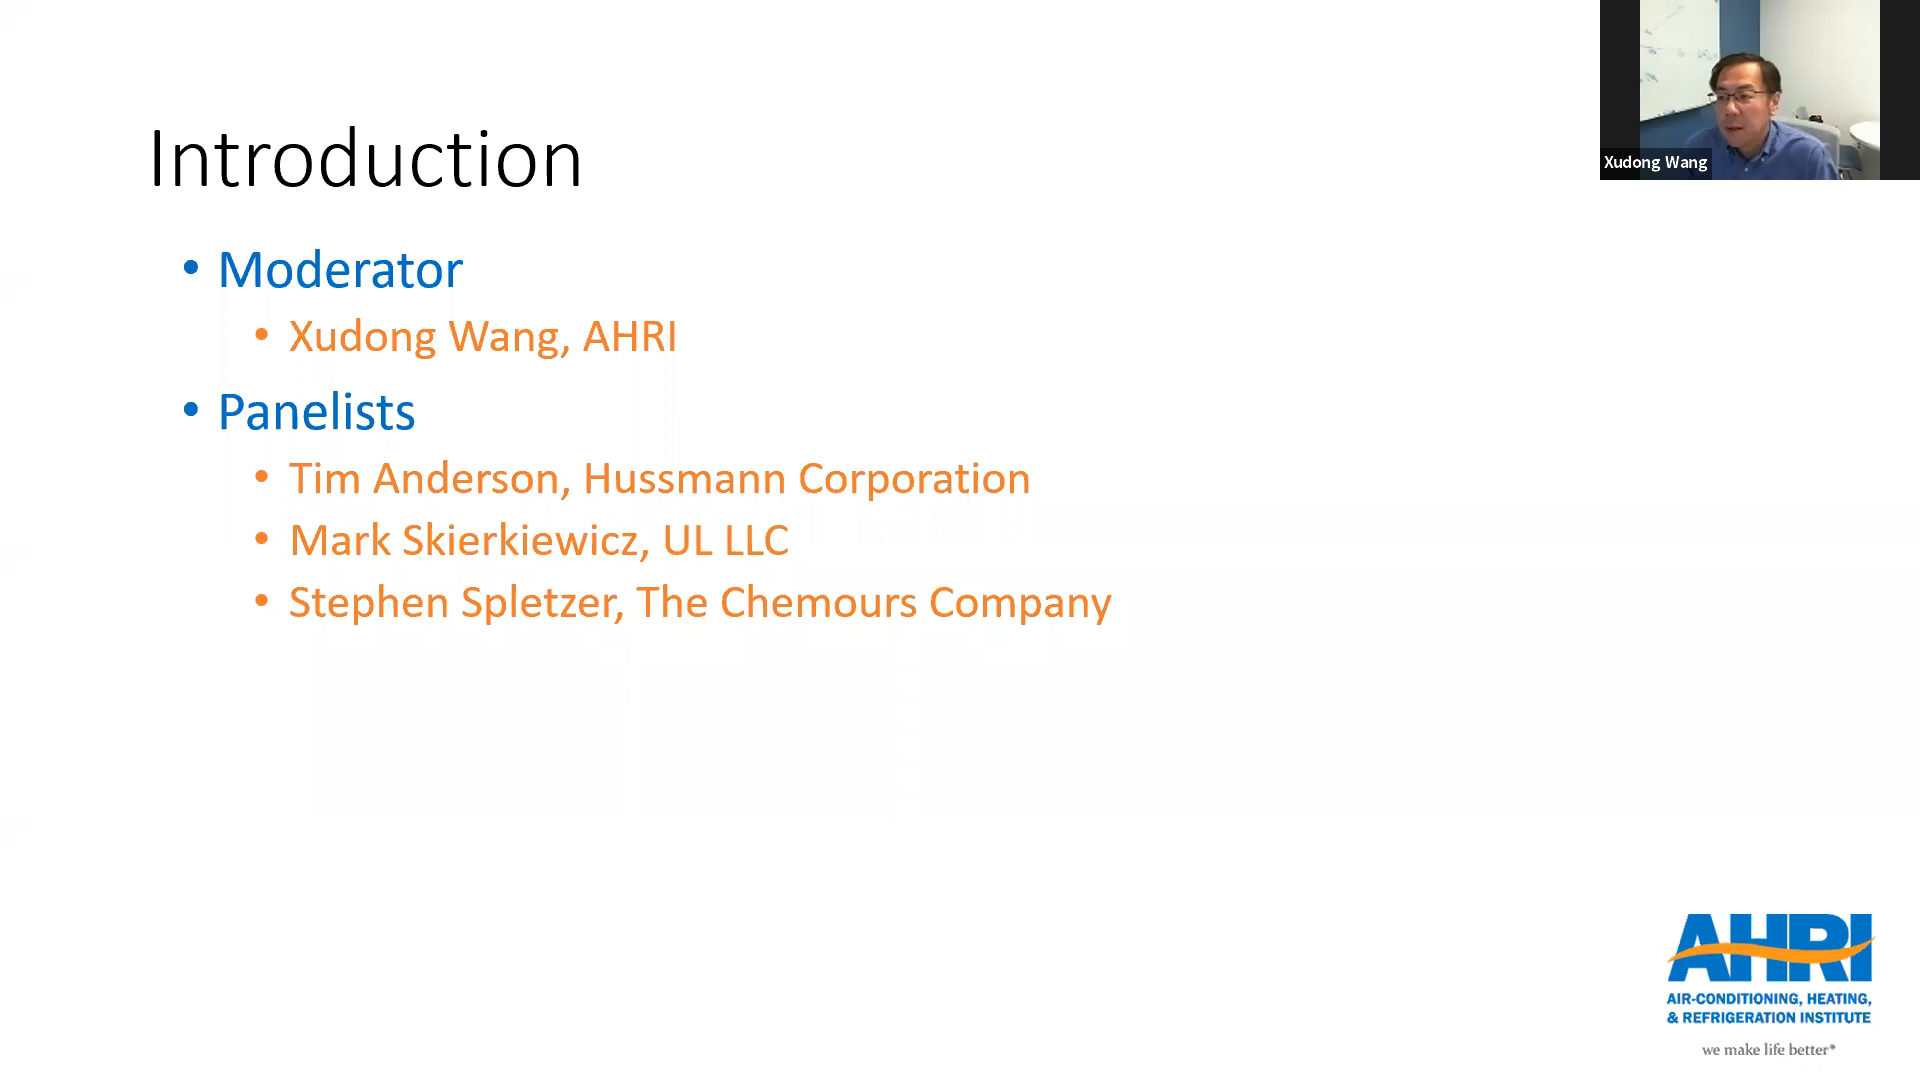 Introduction
• Moderator
• Xudong Wang, AHRI
• Panelists
• Tim Anderson, Hussmann Corporation
• Mark Skierkiewicz, UL LLC
• Stephen Spletzer, The Chemours Company
Xudong Wang
AHRI
AIR-CONDITIONING, HEATING,
& REFRIGERATION INSTITUTE
we make life better®